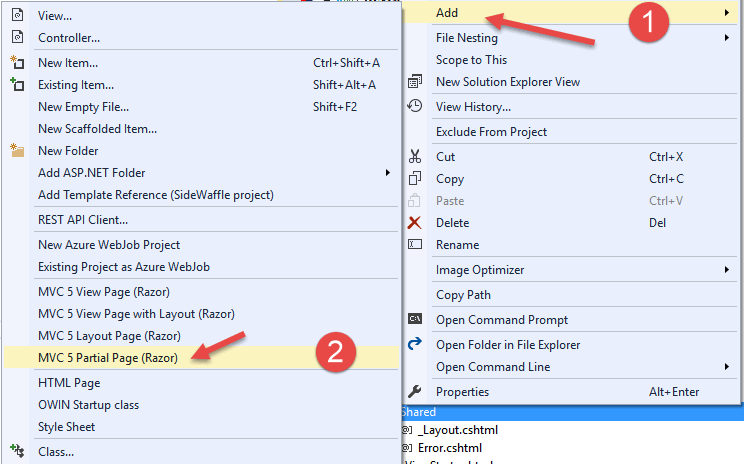 View...
Controller...
New Item... Ctrl+Shift+A
Existing Item... Shift+Alt+A
New Empty File... Shift+F2
New Scaffolded Item...
New Folder
Add ASP.NET Folder
Add Template Reference (SideWaffle project)
REST API Client...
New Azure WebJob Project
Existing Project as Azure WebJob
MVC 5 View Page (Razor)
MVC 5 View Page with Layout (Razor)
MVC 5 Layout Page (Razor)
MVC 5 Partial Page (Razor)
2
HTML Page
OWIN Startup class
Style Sheet
Class...
Add
1
File Nesting
Scope to This
New Solution Explorer View
View History...
Exclude From Project
Cut Ctrl+X
Copy Ctrl+C
Paste Ctrl+V
Delete Del
Rename
Image Optimizer
Copy Path
Open Command Prompt
Open Folder in File Explorer
Open Command Line
Properties Alt+Enter
Shared
_Layout.cshtml
Error.cshtml